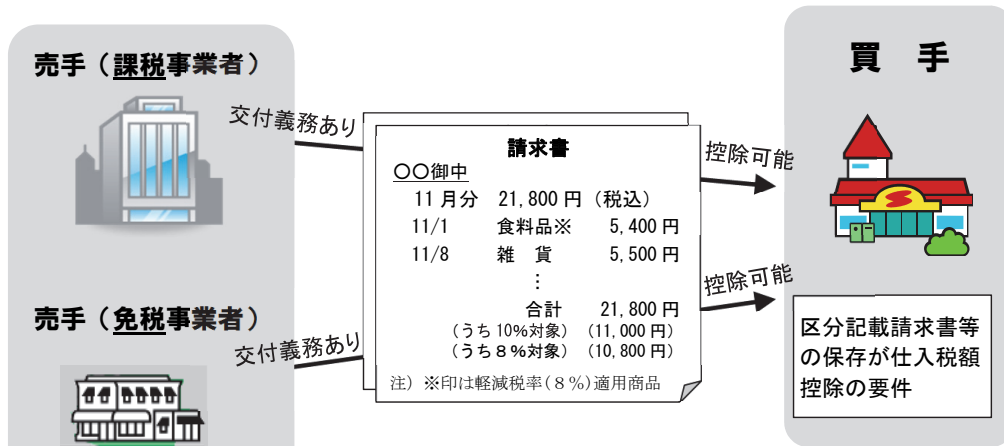 売手（課税事業者）
交付義務あり
売手（免税事業者）
交付義務あり
請求書
〇〇御中
11月分 21,800円（税込）
11/1 食料品※ 5,400円
11/8 雑 貨 5,500円
⋮
合計 21,800円
（うち10%対象）（11,000円）
（うち８%対象）（10,800円）
注）※印は軽減税率(８%)適用商品
控除可能
控除可能
買 手
区分記載請求書等
の保存が仕入税額
控除の要件